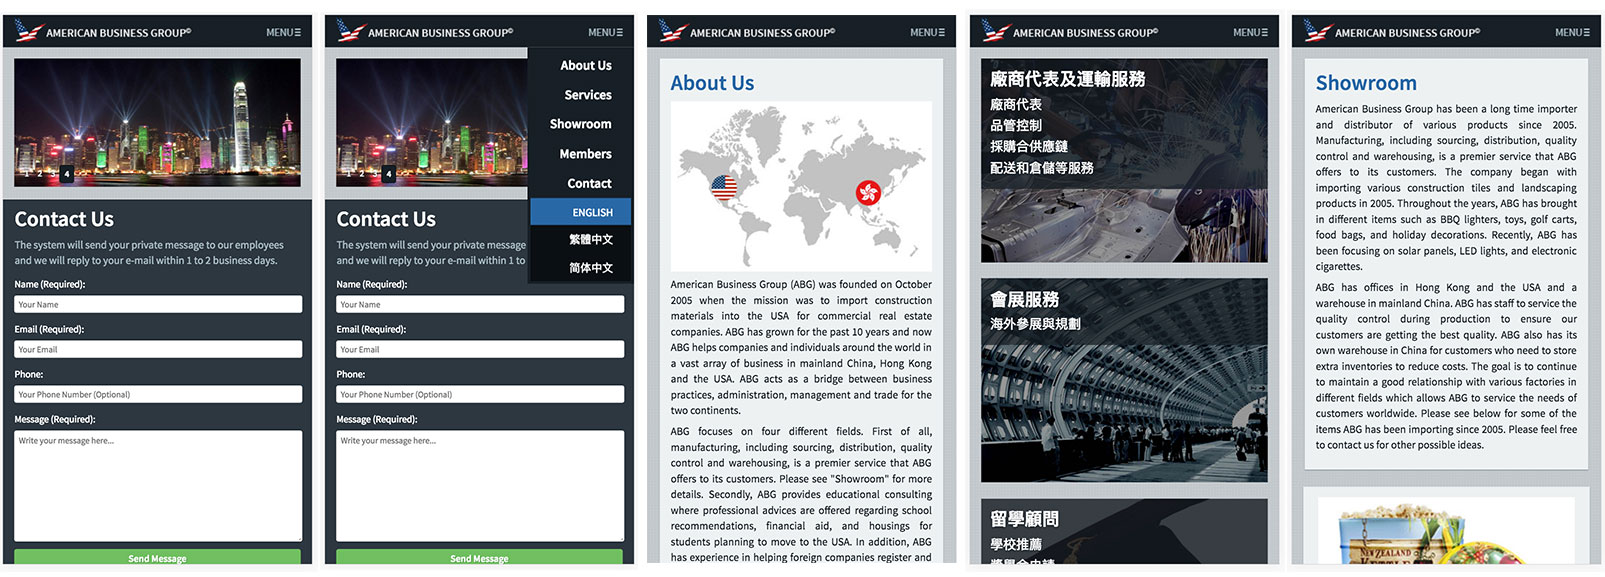 AMERICAN BUSINESS GROUP©
MENU
1 2 3 4
Contact Us
The system will send your private message to our employees
and we will reply to your e-mail within 1 to 2 business days.
Name (Required):
Your Name
Email (Required):
Your Email
Phone:
Your Phone Number (Optional)
Message (Required):
Write your message here...
Send Message
AMERICAN BUSINESS GROUP©
MENU
About Us
Services
Showroom
Members
Contact
ENGLISH
繁體中文
简体中文
1 2 3 4
Contact Us
The system will send your private message
and we will reply to your e-mail within 1 to
Name (Required):
Your Name
Email (Required):
Your Email
Phone:
Your Phone Number (Optional)
Message (Required):
Write your message here...
Send Message
AMERICAN BUSINESS GROUP©
MENU
About Us
American Business Group (ABG) was founded on October
2005 when the mission was to import construction
materials into the USA for commercial real estate
companies. ABG has grown for the past 10 years and now
ABG helps companies and individuals around the world in
a vast array of business in mainland China, Hong Kong
and the USA. ABG acts as a bridge between business
practices, administration, management and trade for the
two continents.
ABG focuses on four different fields. First of all,
manufacturing, including sourcing, distribution, quality
control and warehousing, is a premier service that ABG
offers to its customers. Please see "Showroom" for more
details. Secondly, ABG provides educational consulting
where professional advices are offered regarding school
recommendations, financial aid, and housings for
students planning to move to the USA. In addition, ABG
has experience in helping foreign companies register and
AMERICAN BUSINESS GROUP©
MENU
廠商代表及運輸服務
廠商代表
品管控制
採購合供應鏈
配送和倉儲等服務
會展服務
海外參展與規劃
留學顧問
學校推薦
獎學金申請
AMERICAN BUSINESS GROUP©
MENU
Showroom
American Business Group has been a long time importer
and distributor of various products since 2005.
Manufacturing, including sourcing, distribution, quality
control and warehousing, is a premier service that ABG
offers to its customers. The company began with
importing various construction tiles and landscaping
products in 2005. Throughout the years, ABG has brought
in different items such as BBQ lighters, toys, golf carts,
food bags, and holiday decorations. Recently, ABG has
been focusing on solar panels, LED lights, and electronic
cigarettes.
ABG has offices in Hong Kong and the USA and a
warehouse in mainland China. ABG has staff to service the
quality control during production to ensure our
customers are getting the best quality. ABG also has its
own warehouse in China for customers who need to store
extra inventories to reduce costs. The goal is to continue
to maintain a good relationship with various factories in
different fields which allows ABG to service the needs of
customers worldwide. Please see below for some of the
items ABG has been importing since 2005. Please feel free
to contact us for other possible ideas.
NEW ZEALAND
KETTLE